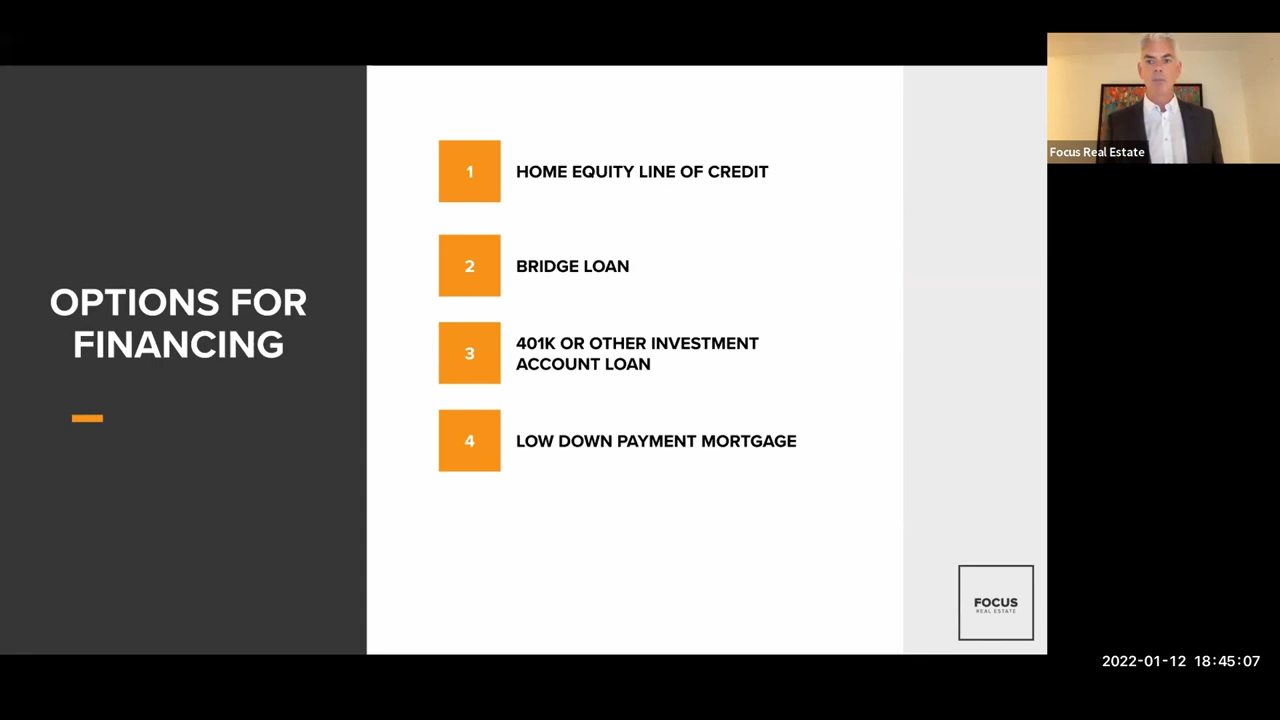 OPTIONS FOR
FINANCING
1
HOME EQUITY LINE OF CREDIT
2
BRIDGE LOAN
3
401K OR OTHER INVESTMENT
ACCOUNT LOAN
4
LOW DOWN PAYMENT MORTGAGE
FOCUS
REAL ESTATE
Focus Real Estate
2022-01-12 18:45:07